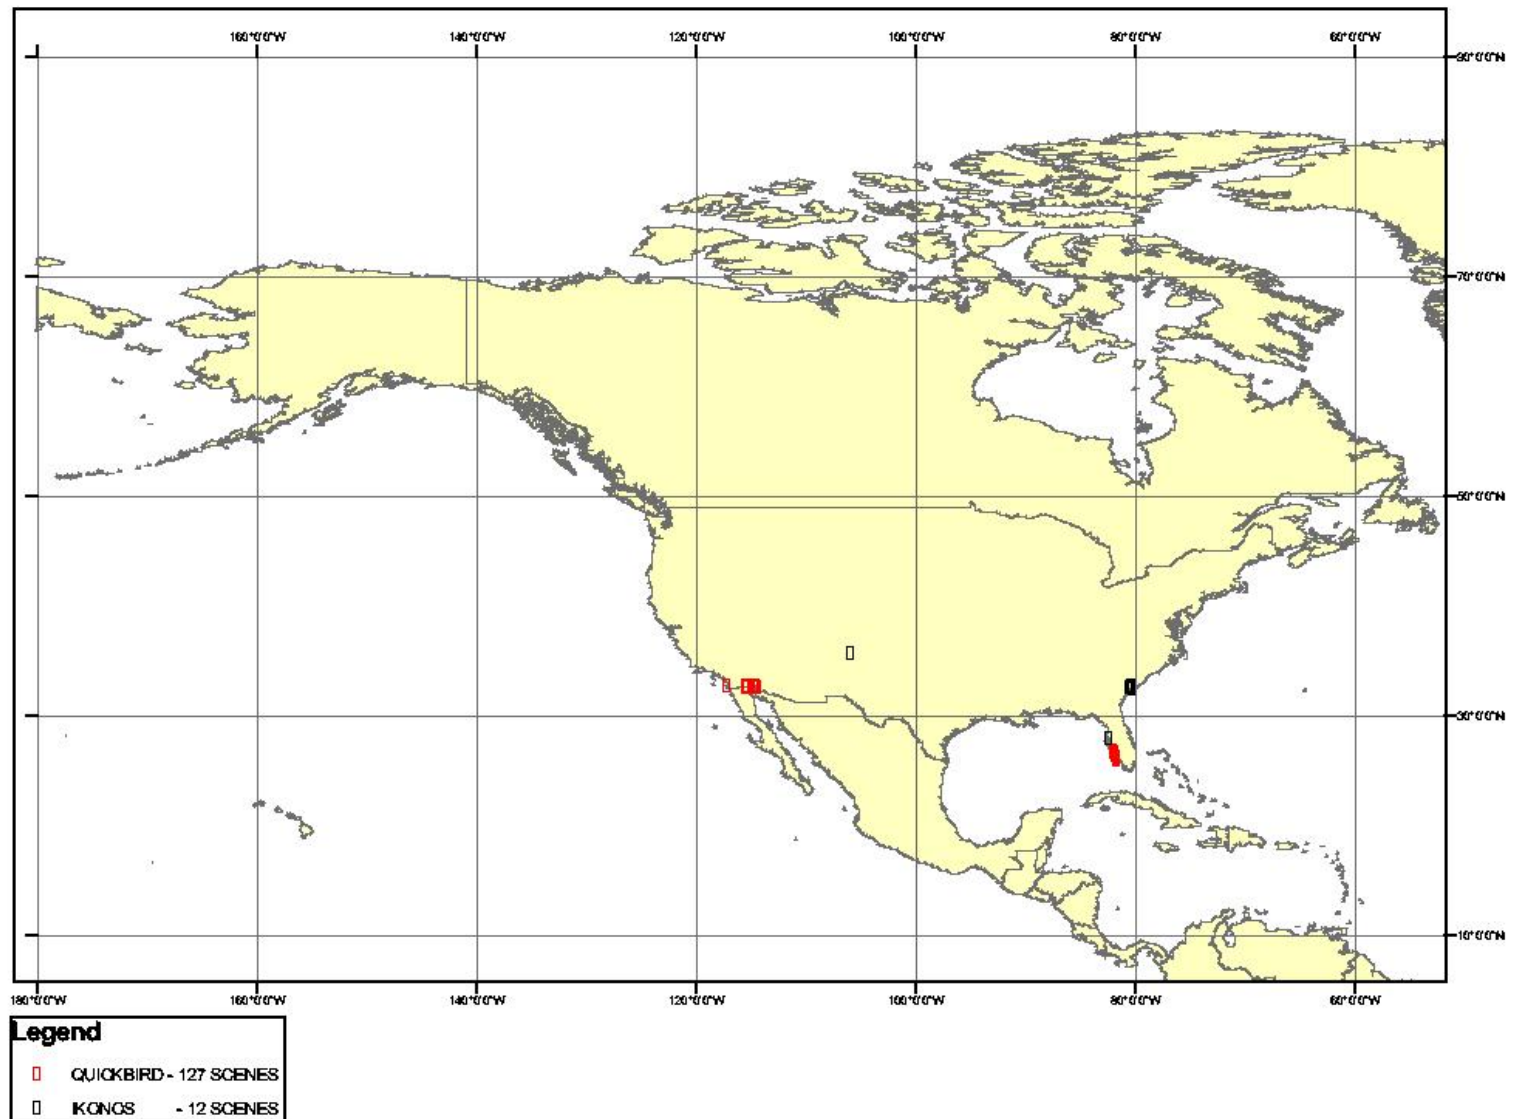 160°0'0"W 140°0'0"W 120°0'0"W 100°0'0"W 80°0'0"W 60°0'0"W
90°0'0"N
70°0'0"N
50°0'0"N
30°0'0"N
10°0'0"N
180°0'0"W 160°0'0"W 140°0'0"W 120°0'0"W 100°0'0"W 80°0'0"W 60°0'0"W
Legend
QUICKBIRD - 127 SCENES
IKONOS - 12 SCENES